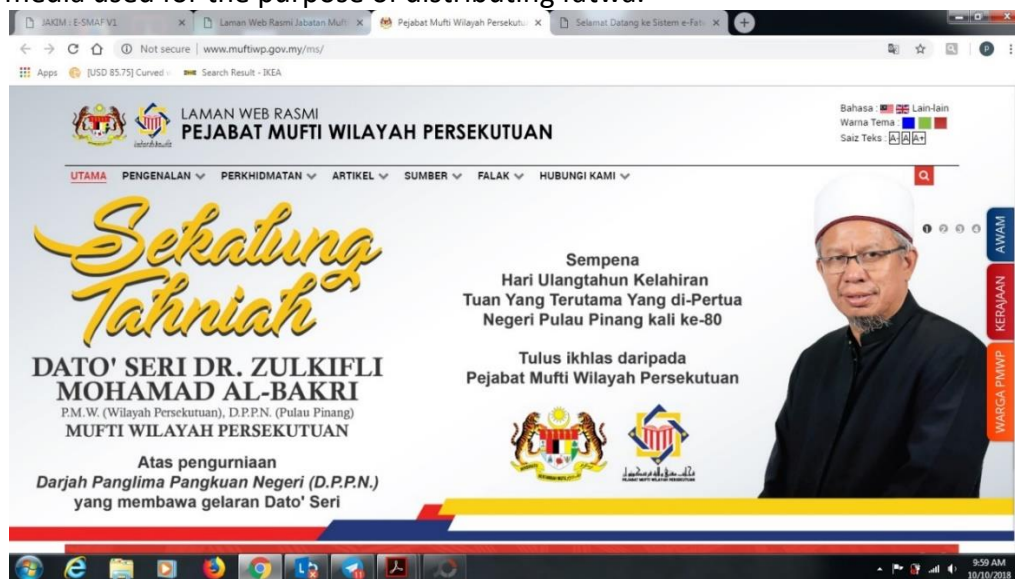 media used for the purpose of distributing fatwa.
JAKIM : E-SMAF V1
Laman Web Rasmi Jabatan Mufti
Pejabat Mufti Wilayah Persekutu
Selamat Datang ke Sistem e-Fat
Not secure | www.muftiwp.gov.my/ms/
Apps
[USD 85.75] Curved
Search Result - IKEA
LAMAN WEB RASMI
PEJABAT MUFTI WILAYAH PERSEKUTUAN
Bahasa : Lain-lain
Warna Tema :
Saiz Teks : A- A A+
UTAMA PENGENALAN PERKHIDMATAN ARTIKEL SUMBER FALAK HUBUNGI KAMI
Sekalung
Tahniah
DATO' SERI DR. ZULKIFLI
MOHAMAD AL-BAKRI
P.M.W. (Wilayah Persekutuan), D.P.P.N. (Pulau Pinang)
MUFTI WILAYAH PERSEKUTUAN
Atas pengurniaan
Darjah Panglima Pangkuan Negeri (D.P.P.N.)
yang membawa gelaran Dato' Seri
Sempena
Hari Ulangtahun Kelahiran
Tuan Yang Terutama Yang di-Pertua
Negeri Pulau Pinang kali ke-80
Tulus ikhlas daripada
Pejabat Mufti Wilayah Persekutuan
1 2 3 4
AWAM
KERAJAAN
WARGA PMWP
9:59 AM
10/10/2018